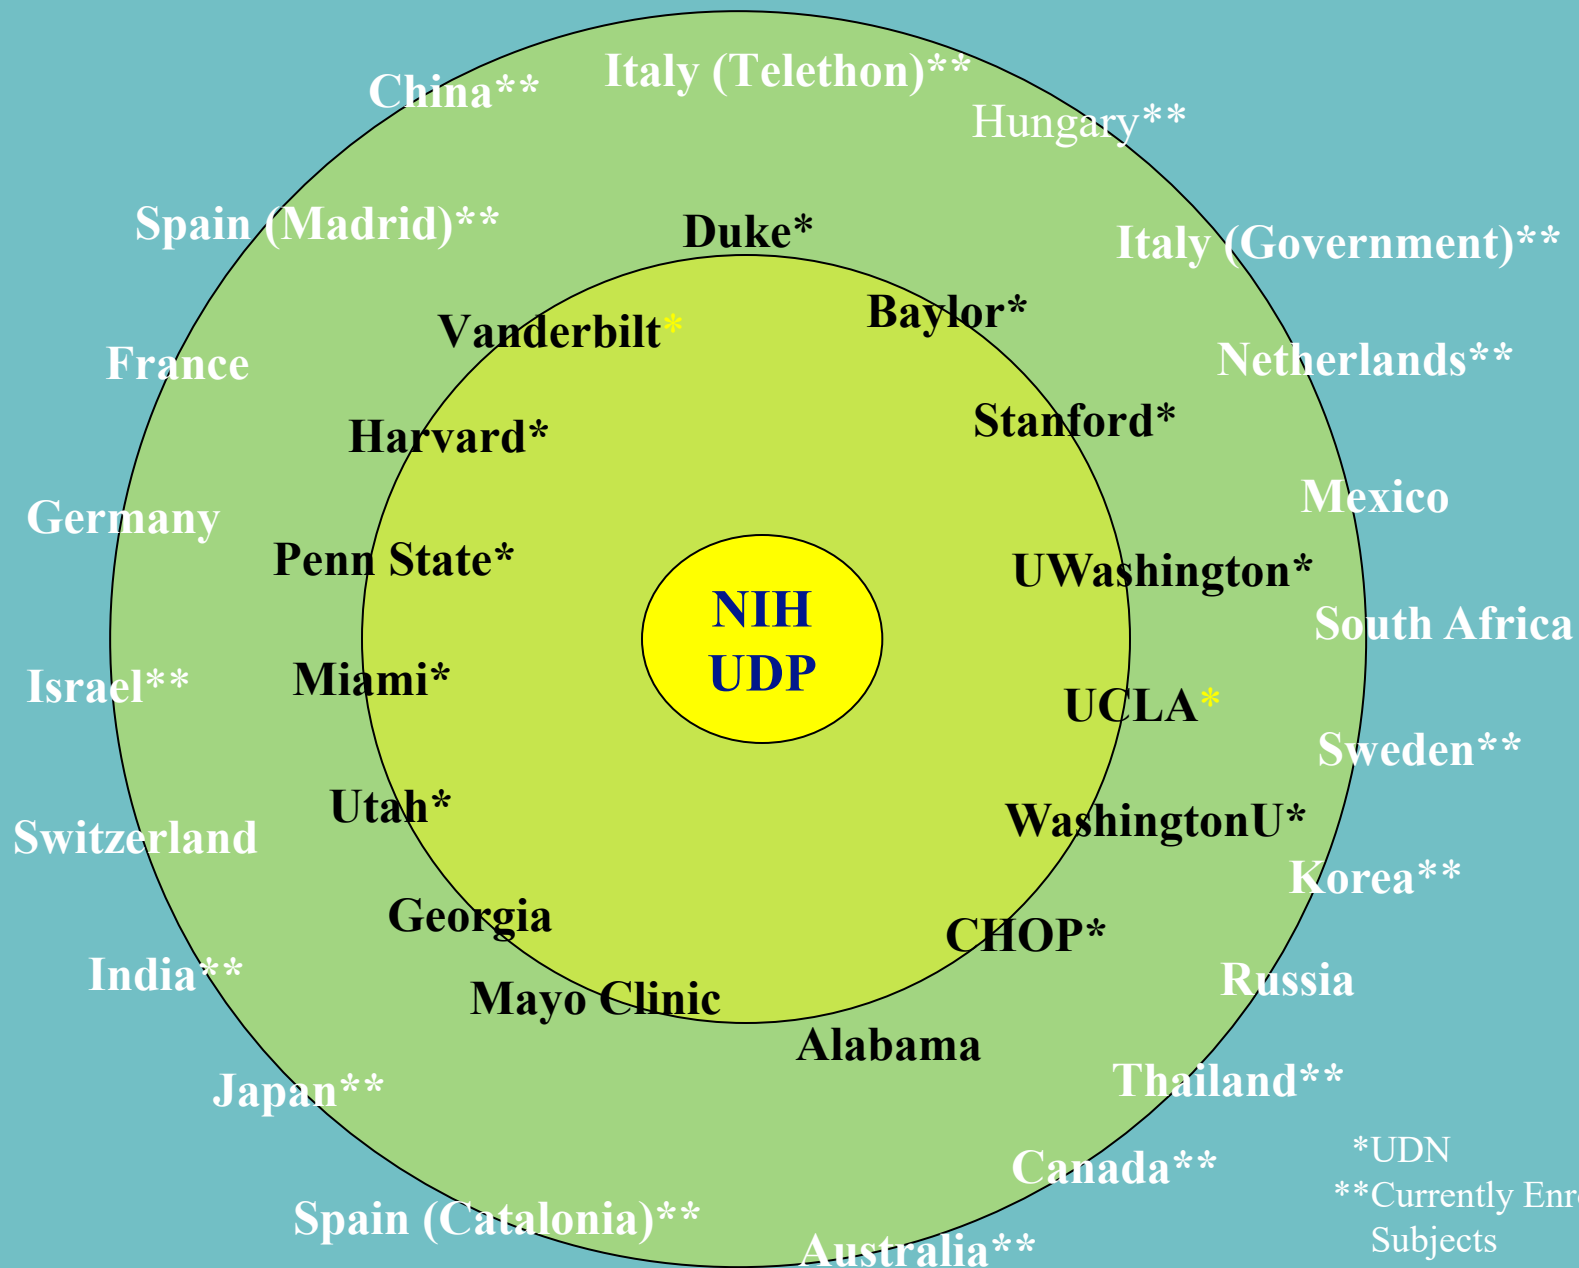 China**
Italy (Telethon)**
Hungary**
Spain (Madrid)**
Duke*
Italy (Government)**
Baylor*
Vanderbilt*
France
Netherlands**
Harvard*
Stanford*
Germany
Mexico
Penn State*
UWashington*
NIH
UDP
South Africa
Israel**
Miami*
UCLA*
Sweden**
Utah*
WashingtonU*
Switzerland
Korea**
Georgia
CHOP*
India**
Russia
Mayo Clinic
Alabama
Japan**
Thailand**
Canada**
Spain (Catalonia)**
Australia**
*UDN
**Currently
Subjects